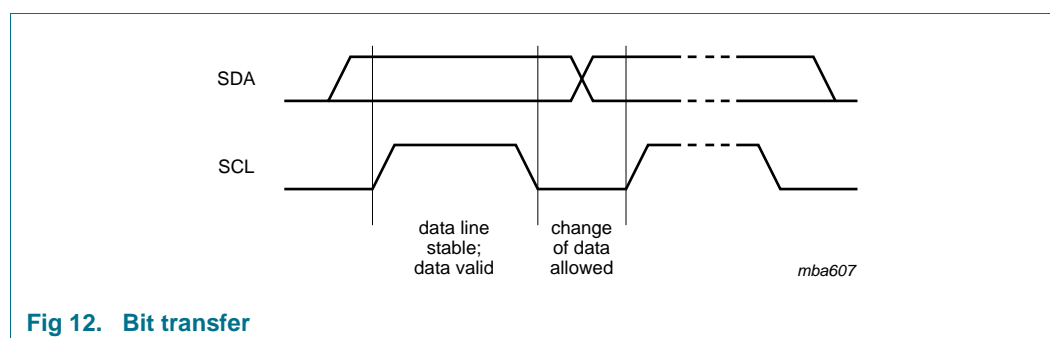 SDA
SCL
data line
stable;
data valid
change
of data
allowed
mba607
Fig 12. Bit transfer